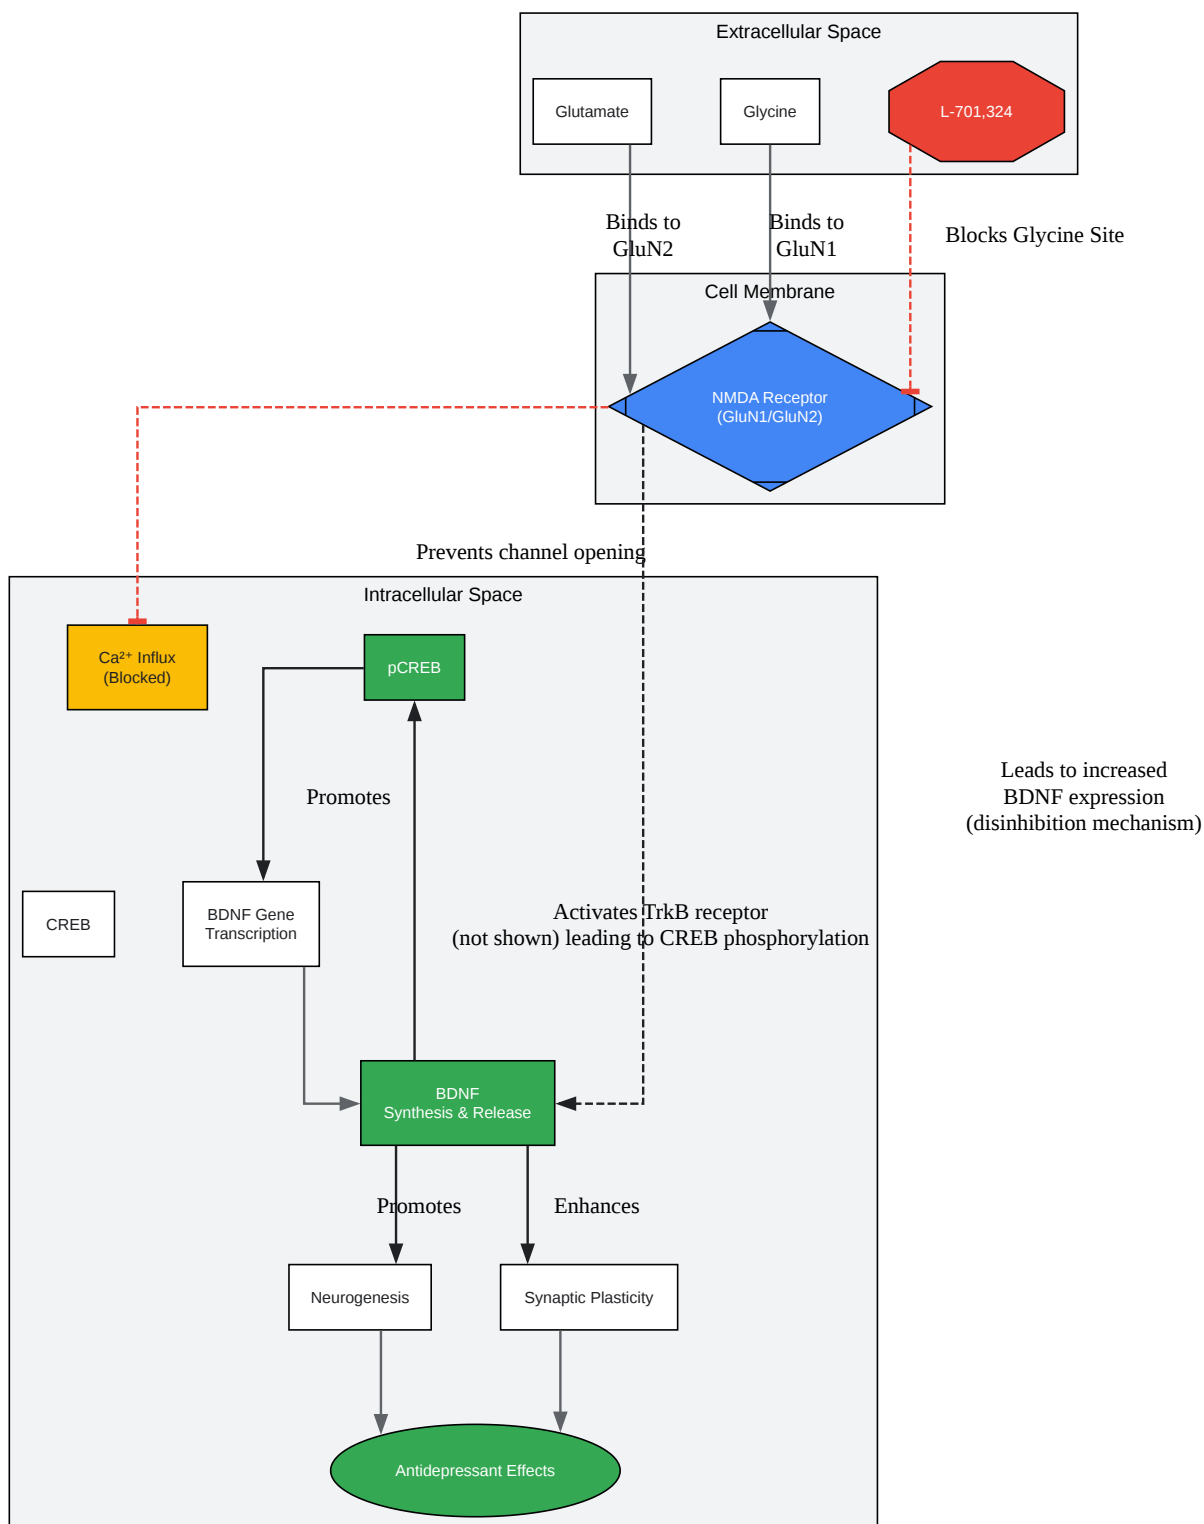 Extracellular Space
Glutamate
Glycine
L-701,324
Binds to
GluN2
Binds to
GluN1
Blocks Glycine Site
Cell Membrane
NMDA Receptor
(GluN1/GluN2)
Prevents channel opening
Intracellular Space
Ca²⁺ Influx
(Blocked)
pCREB
Promotes
Leads to increased
BDNF expression
(disinhibition mechanism)
CREB
BDNF Gene
Transcription
Activates TrkB receptor
(not shown) leading to CREB phosphorylation
BDNF
Synthesis & Release
Promotes
Enhances
Neurogenesis
Synaptic Plasticity
Antidepressant Effects